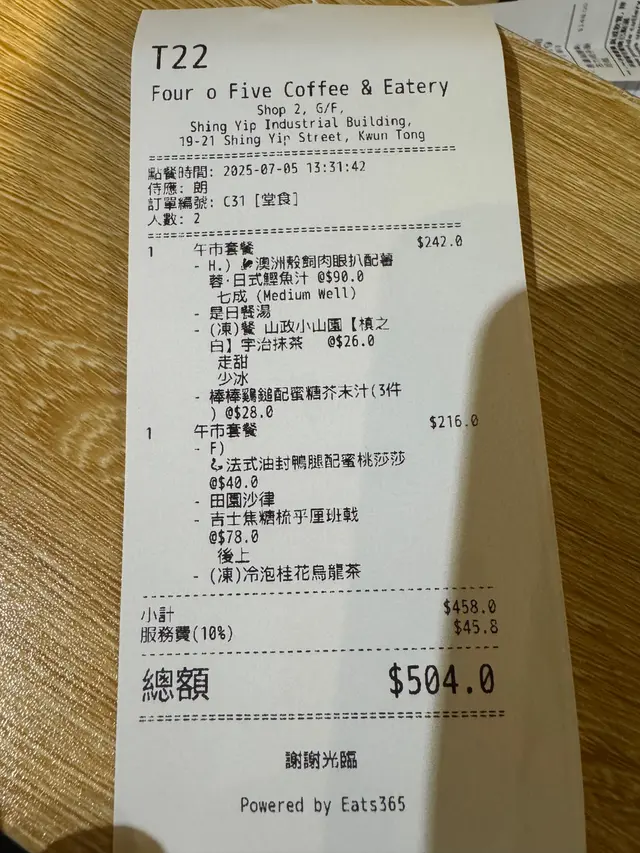 T22
Four o Five Coffee & Eatery
Shop 2, G/F,
Shing Yip Industrial Building,
19-21 Shing Yip Street, Kwun Tong
點餐時間: 2025-07-05 13:31:42
侍應: 朗
訂單編號: C31 [堂食]
人數: 2
1 午市套餐 $242.0
- H.) 澳洲穀飼肉眼扒配薯
蓉·日式鰹魚汁 @$90.0
七成 (Medium Well)
- 是日餐湯
- (凍)餐 山政小山園【槙之
白】宇治抹茶 @$26.0
走甜
少冰
- 棒棒鷄鎚配蜜糖芥末汁(3件
) @$28.0
1 午市套餐 $216.0
- F)
法式油封鴨腿配蜜桃莎莎
@$40.0
- 田園沙律
- 吉士焦糖梳乎厘班戟
@$78.0
後上
- (凍)冷泡桂花烏龍茶
小計 $458.0
服務費(10%) $45.8
總額 $504.0
謝謝光臨
Powered by Eats365